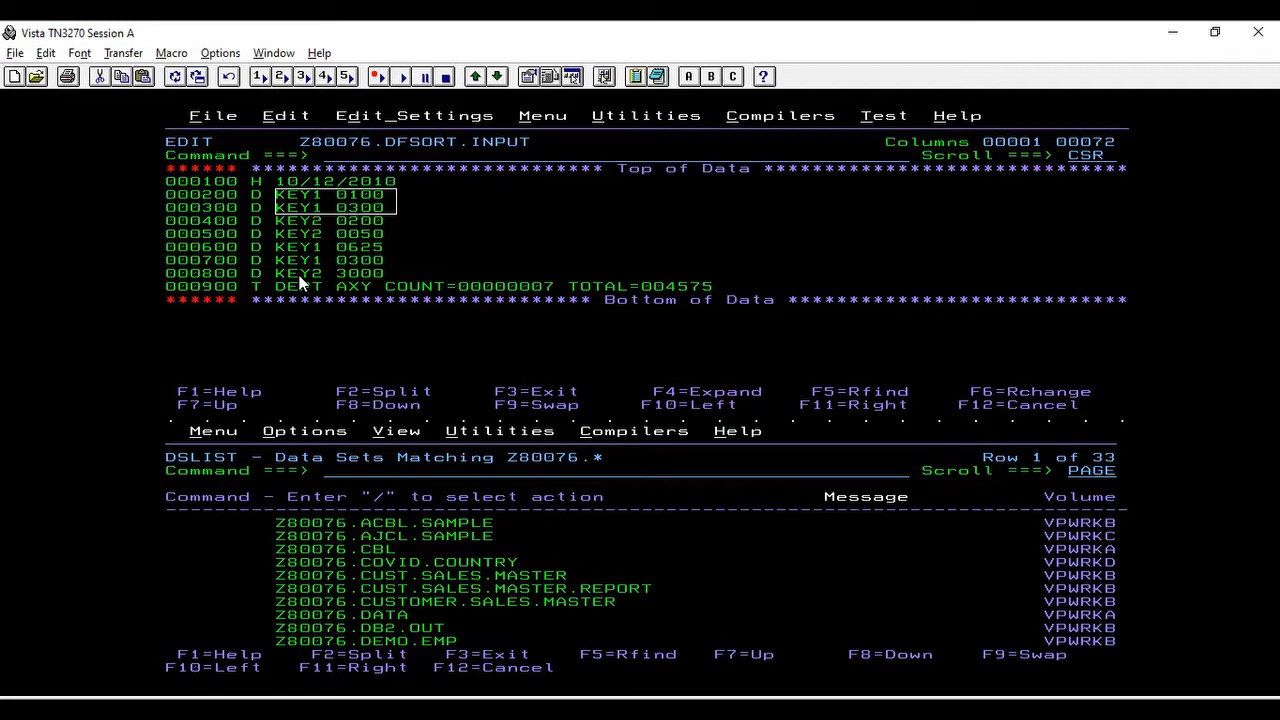 Vista TN3270 Session A
File Edit Font Transfer Macro Options Window Help
1 2 3 4 5 A B C ?
File Edit Edit_Settings Menu Utilities Compilers Test Help
EDIT Z80076.DFSORT.INPUT Columns 00001 00072
Command ===> Scroll ===> CSR
****** ***************************** Top of Data *******************************
000100 H 10/12/2010
000200 D KEY1 0100
000300 D KEY1 0300
000400 D KEY2 0200
000500 D KEY2 0050
000600 D KEY1 0625
000700 D KEY1 0300
000800 D KEY2 3000
000900 T DEPT AXY COUNT=00000007 TOTAL=004575
****** **************************** Bottom of Data ****************************
F1=Help F2=Split F3=Exit F4=Expand F5=Rfind F6=Rchange
F7=Up F8=Down F9=Swap F10=Left F11=Right F12=Cancel
. . . . . . . . . . . . . . . . . . . . . . . .
Menu Options View Utilities Compilers Help
DSLIST - Data Sets Matching Z80076.* Row 1 of 33
Command ===> Scroll ===> PAGE
Command - Enter "/" to select action Message Volume
-------------------------------------------------------------------------------
Z80076.ACBL.SAMPLE VPWRKB
Z80076.AJCL.SAMPLE VPWRKC
Z80076.CBL VPWRKA
Z80076.COVID.COUNTRY VPWRKD
Z80076.CUST.SALES.MASTER VPWRKB
Z80076.CUST.SALES.MASTER.REPORT VPWRKB
Z80076.CUSTOMER.SALES.MASTER VPWRKB
Z80076.DATA VPWRKA
Z80076.DB2.OUT VPWRKB
Z80076.DEMO.EMP VPWRKB
F1=Help F2=Split F3=Exit F5=Rfind F7=Up F8=Down F9=Swap
F10=Left F11=Right F12=Cancel